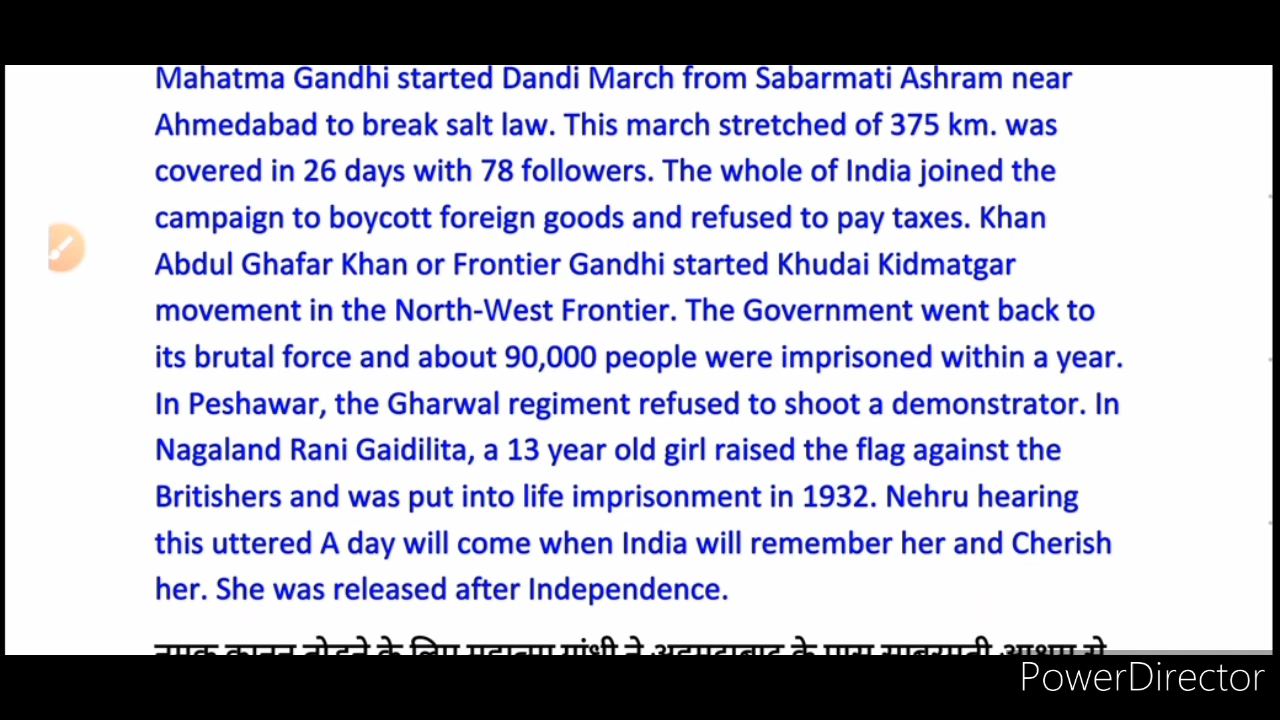 Mahatma Gandhi started Dandi March from Sabarmati Ashram near
Ahmedabad to break salt law. This march stretched of 375 km. was
covered in 26 days with 78 followers. The whole of India joined the
campaign to boycott foreign goods and refused to pay taxes. Khan
Abdul Ghafar Khan or Frontier Gandhi started Khudai Kidmatgar
movement in the North-West Frontier. The Government went back to
its brutal force and about 90,000 people were imprisoned within a year.
In Peshawar, the Gharwal regiment refused to shoot a demonstrator. In
Nagaland Rani Gaidilita, a 13 year old girl raised the flag against the
Britishers and was put into life imprisonment in 1932. Nehru hearing
this uttered A day will come when India will remember her and Cherish
her. She was released after Independence.
नमक कानून तोड़ने के लिए महात्मा गांधी ने अहमदाबाद के पास साबरमती आश्रम से
PowerDirector